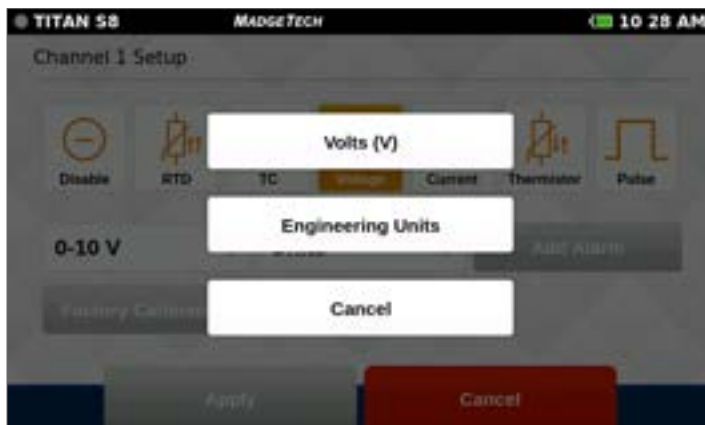 TITAN S8 MADGETECH 10 28 AM
Channel 1 Setup
Disable RTD TC Voltage Current Thermistor Pulse
Volts (V)
Engineering Units
0-10 V Add Alarm
Cancel
Apply Cancel